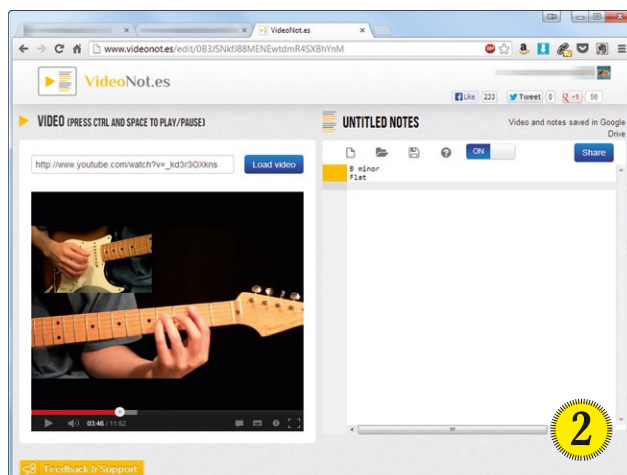 VideoNot.es
www.videonot.es/edit/0B3JSNkfJ88MENEwtdmR4SXBhYnM
VideoNot.es
Like 233 Tweet 0 +1 56
VIDEO (PRESS CTRL AND SPACE TO PLAY/PAUSE)
UNTITLED NOTES
Video and notes saved in Google
Drive
http://www.youtube.com/watch?v=_kd3r3OXkns
Load video
ON
Share
B minor
Flat
03:46 / 11:52
2
Feedback & Support